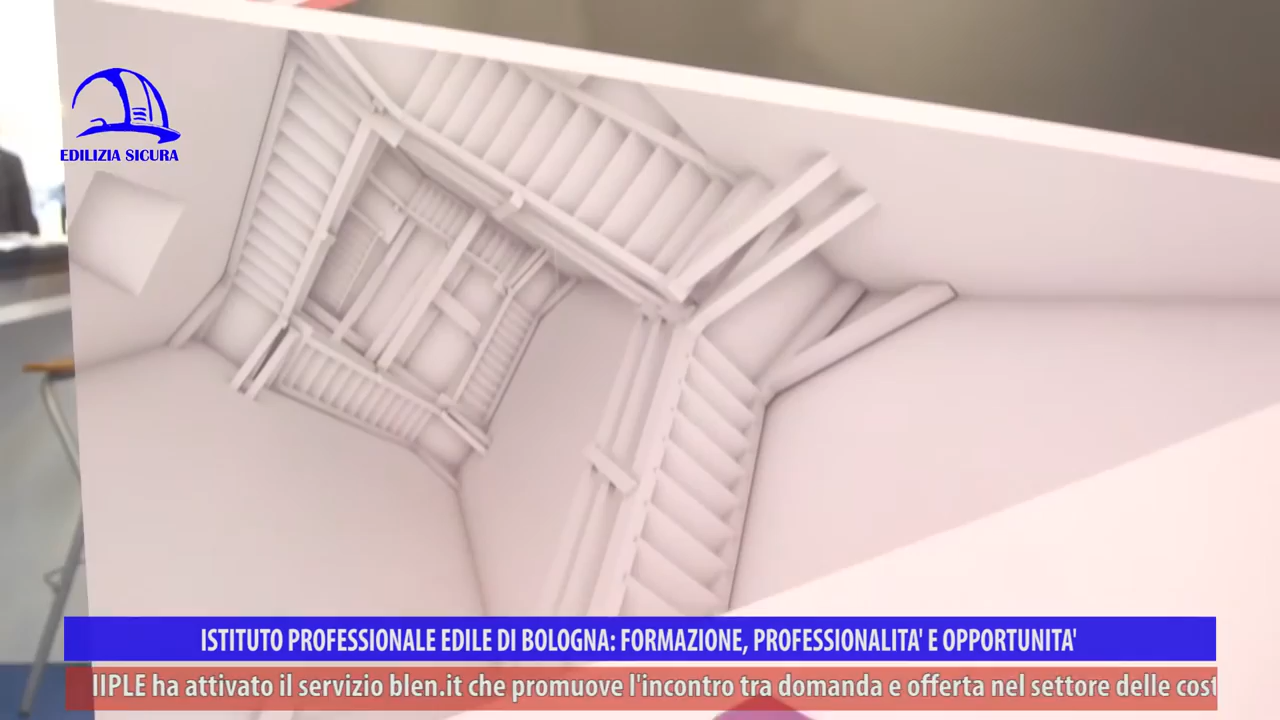 EDILIZIA SICURA
ISTITUTO PROFESSIONALE EDILE DI BOLOGNA: FORMAZIONE, PROFESSIONALITA' E OPPORTUNITA'
IIPLE ha attivato il servizio blen.it che promuove l'incontro tra domanda e offerta nel settore delle cost